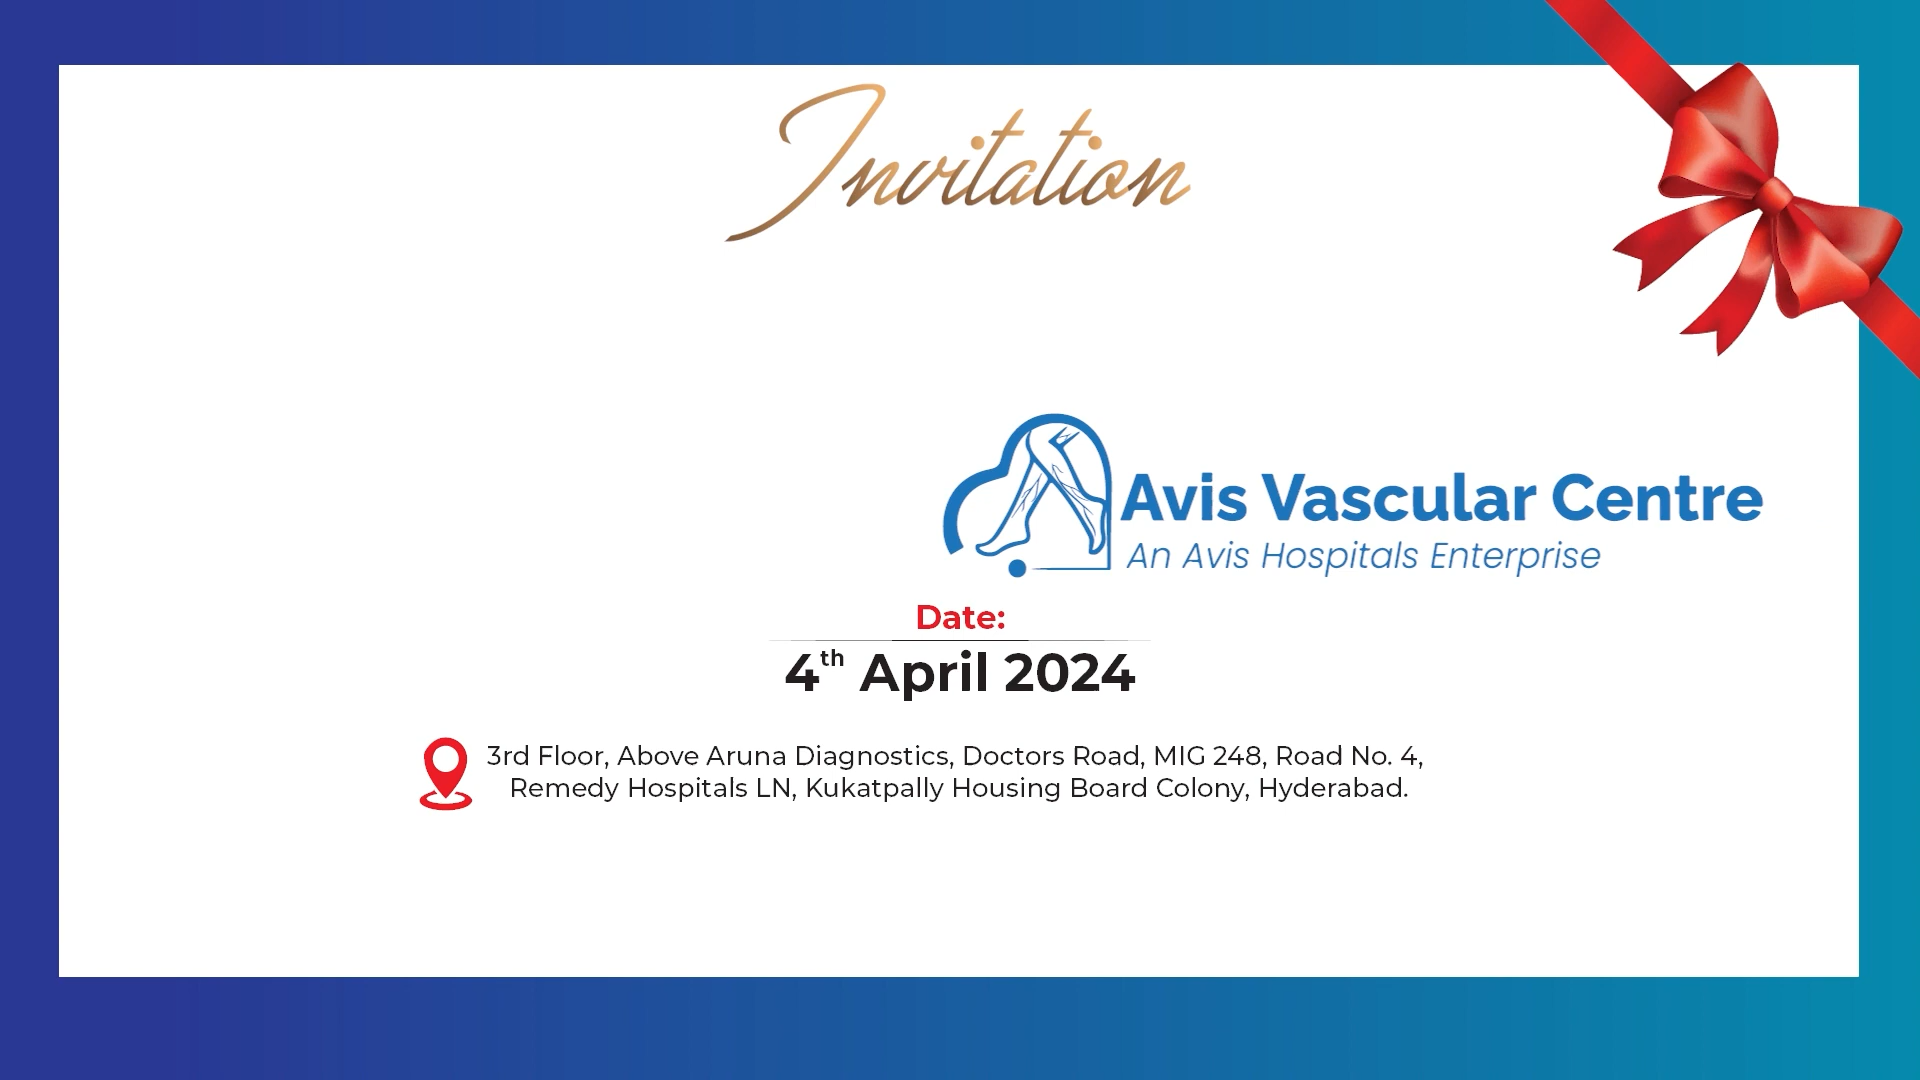 Invitation
Avis Vascular Centre
An Avis Hospitals Enterprise
Date:
4th April 2024
3rd Floor, Above Aruna Diagnostics, Doctors Road, MIG 248, Road No. 4,
Remedy Hospitals LN, Kukatpally Housing Board Colony, Hyderabad.